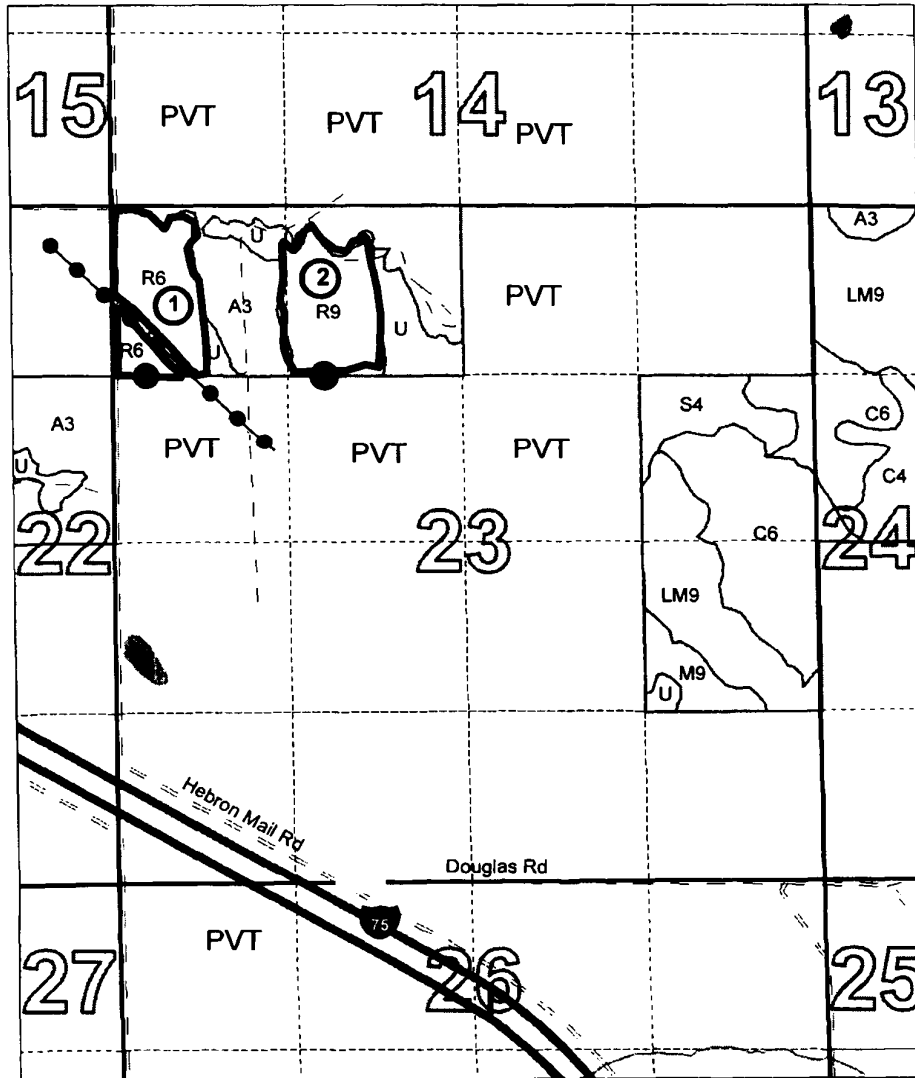 15
PVT
PVT
14
PVT
13
U
A3
R6
1
A3
2
R9
U
PVT
LM9
R6
U
A3
PVT
PVT
PVT
S4
C6
U
C4
22
23
C6
24
LM9
M9
U
Hebron Mail Rd
Douglas Rd
75
PVT
27
26
25